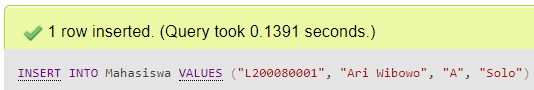 1 row inserted. (Query took 0.1391 seconds.)
INSERT INTO Mahasiswa VALUES ("L200080001", "Ari Wibowo", "A", "Solo")